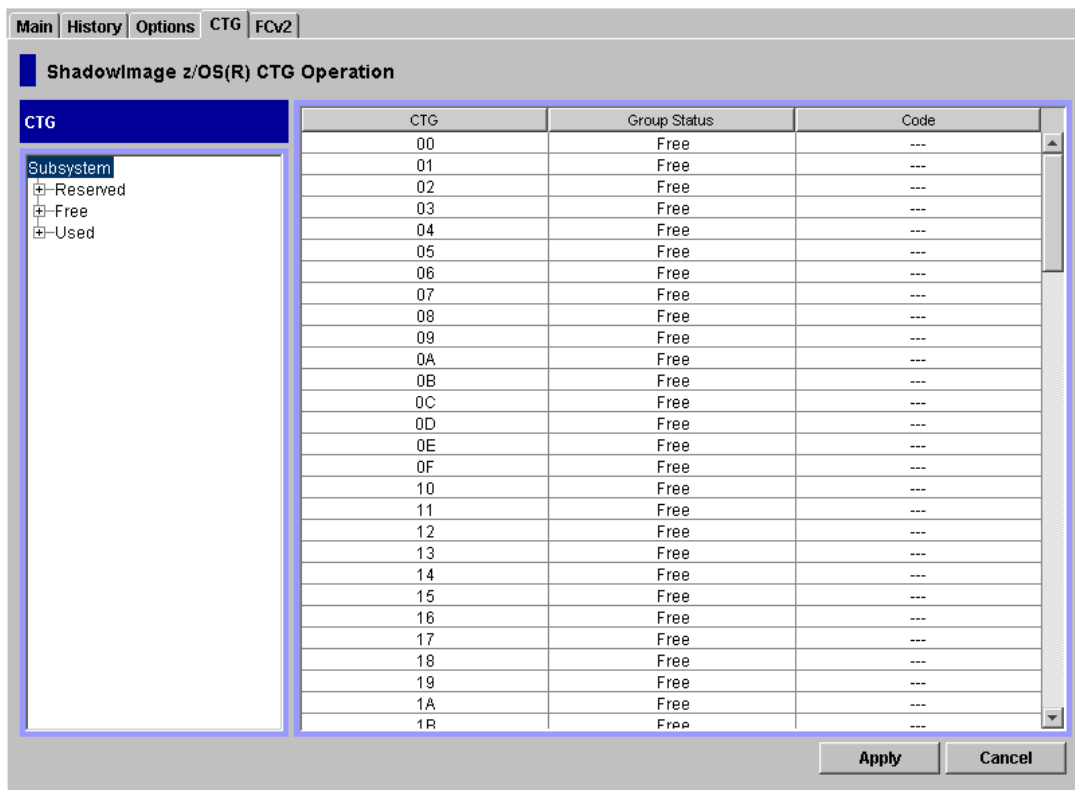 Main History Options CTG FCv2
ShadowImage z/OS(R) CTG Operation
CTG
Subsystem
Reserved
Free
Used
CTG Group Status Code
00 Free ---
01 Free ---
02 Free ---
03 Free ---
04 Free ---
05 Free ---
06 Free ---
07 Free ---
08 Free ---
09 Free ---
0A Free ---
0B Free ---
0C Free ---
0D Free ---
0E Free ---
0F Free ---
10 Free ---
11 Free ---
12 Free ---
13 Free ---
14 Free ---
15 Free ---
16 Free ---
17 Free ---
18 Free ---
19 Free ---
1A Free ---
1B Free ---
Apply Cancel